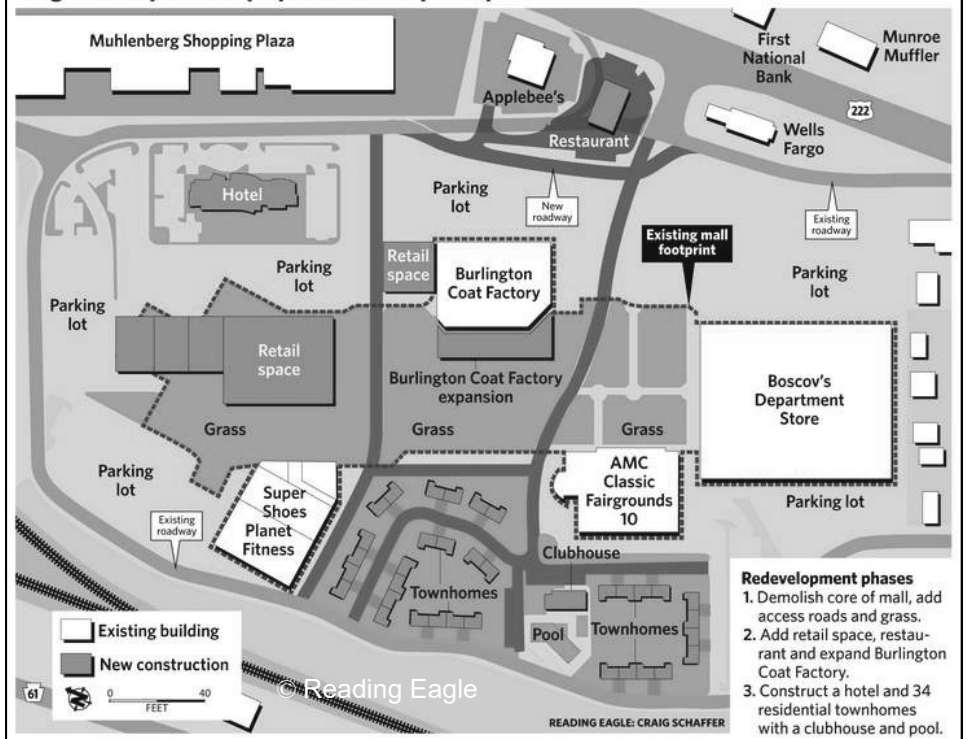 Muhlenberg Shopping Plaza
Applebee's
Restaurant
First
National
Bank
Munroe
Muffler
222
Wells
Fargo
Hotel
Parking
lot
New
roadway
Existing
roadway
Existing mall
footprint
Retail
space
Burlington
Coat Factory
Parking
lot
Parking
lot
Parking
lot
Retail
space
Burlington Coat Factory
expansion
Boscov's
Department
Store
Grass
Grass
Grass
AMC
Classic
Fairgrounds
10
Parking
lot
Super
Shoes
Planet
Fitness
Parking lot
Existing
roadway
Clubhouse
Townhomes
Pool
Townhomes
Existing building
New construction
61
0 40
FEET
© Reading Eagle
READING EAGLE: CRAIG SCHAFFER
Redevelopment phases
1. Demolish core of mall, add
access roads and grass.
2. Add retail space, restau-
rant and expand Burlington
Coat Factory.
3. Construct a hotel and 34
residential townhomes
with a clubhouse and pool.